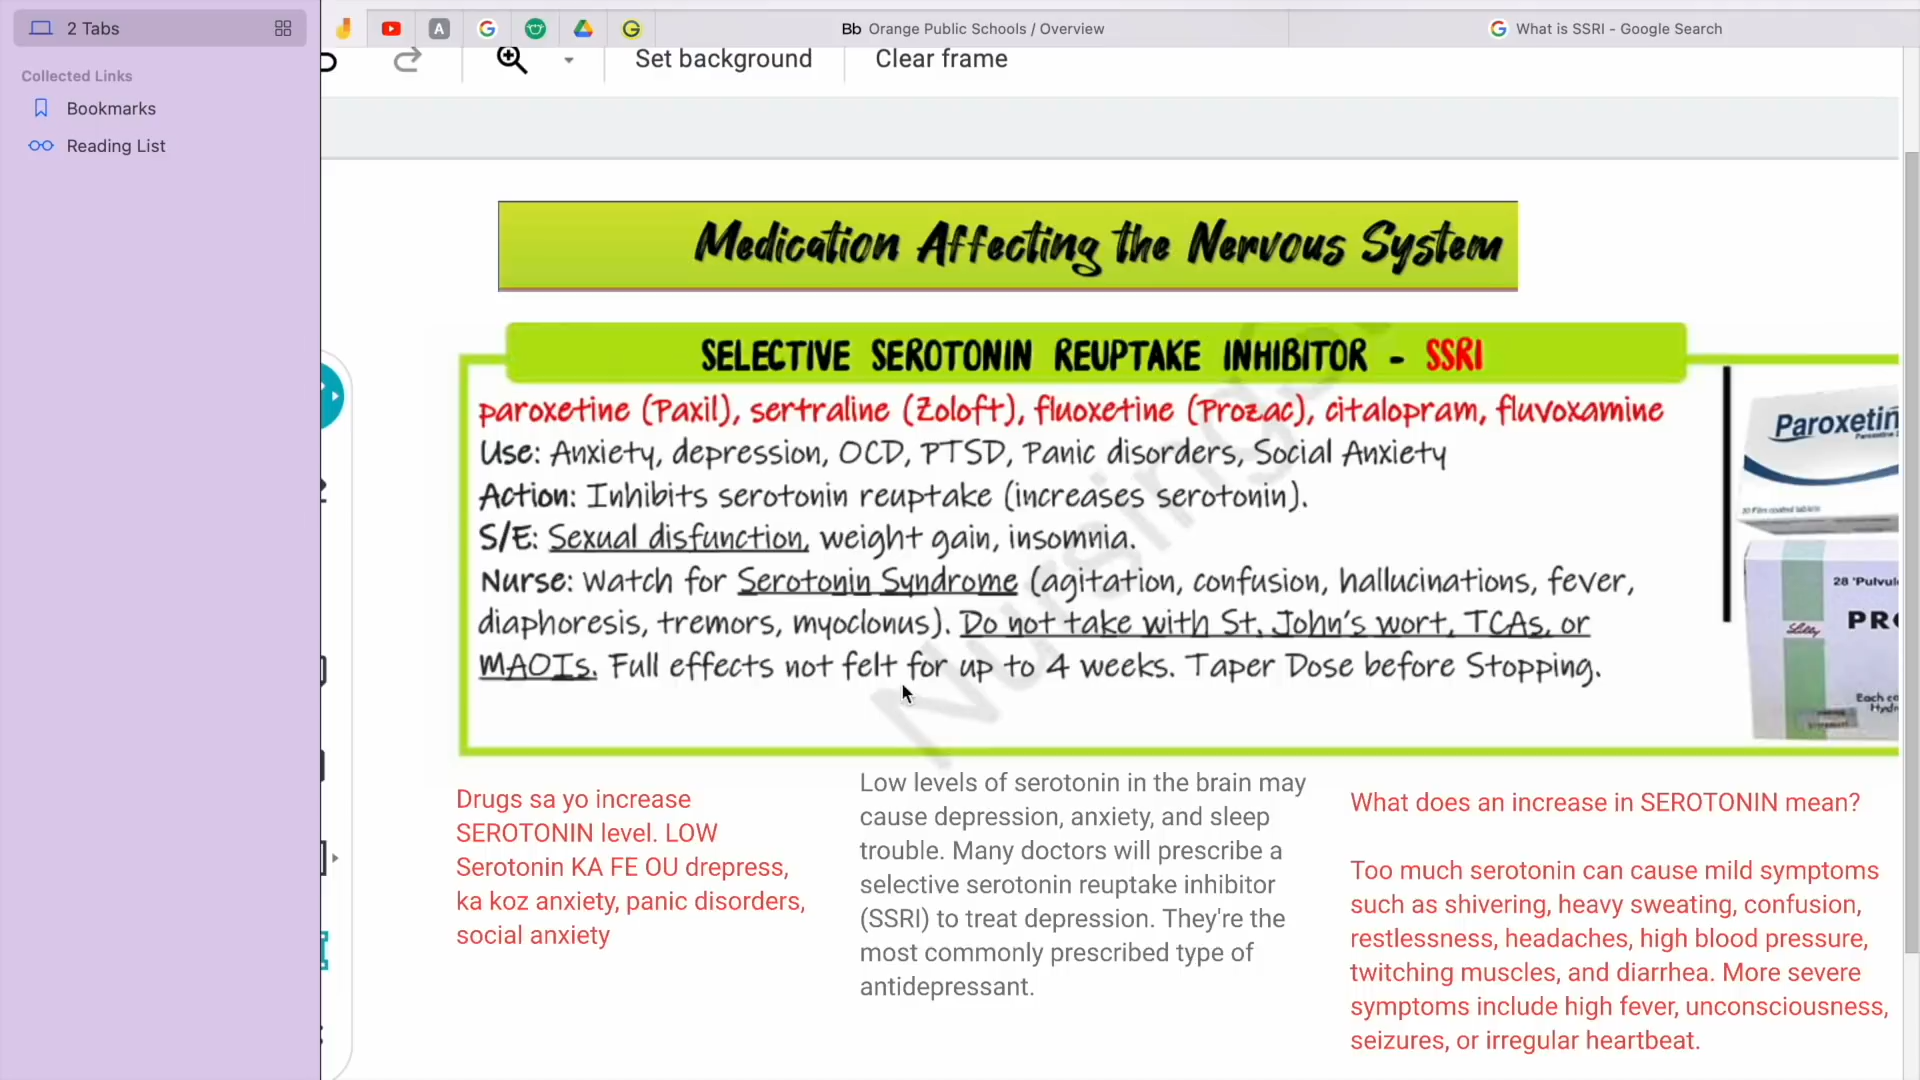 2 Tabs
Collected Links
Bookmarks
Reading List
A
G
Bb Orange Public Schools / Overview
G What is SSRI - Google Search
Set background
Clear frame
Medication Affecting the Nervous System
SELECTIVE SEROTONIN REUPTAKE INHIBITOR - SSRI
paroxetine (Paxil), sertraline (Zoloft), fluoxetine (Prozac), citalopram, fluvoxamine
Use: Anxiety, depression, OCD, PTSD, Panic disorders, Social Anxiety
Action: Inhibits serotonin reuptake (increases serotonin).
S/E: Sexual disfunction, weight gain, insomnia.
Nurse: Watch for Serotonin Syndrome (agitation, confusion, hallucinations, fever,
diaphoresis, tremors, myoclonus). Do not take with St. John's wort, TCAs, or
MAOIs. Full effects not felt for up to 4 weeks. Taper Dose before Stopping.
Nursing
Paroxetin
28 'Pulvul
Lilly
PRO
Each co
Hydr
Drugs sa yo increase
SEROTONIN level. LOW
Serotonin KA FE OU drepress,
ka koz anxiety, panic disorders,
social anxiety
Low levels of serotonin in the brain may
cause depression, anxiety, and sleep
trouble. Many doctors will prescribe a
selective serotonin reuptake inhibitor
(SSRI) to treat depression. They're the
most commonly prescribed type of
antidepressant.
What does an increase in SEROTONIN mean?
Too much serotonin can cause mild symptoms
such as shivering, heavy sweating, confusion,
restlessness, headaches, high blood pressure,
twitching muscles, and diarrhea. More severe
symptoms include high fever, unconsciousness,
seizures, or irregular heartbeat.